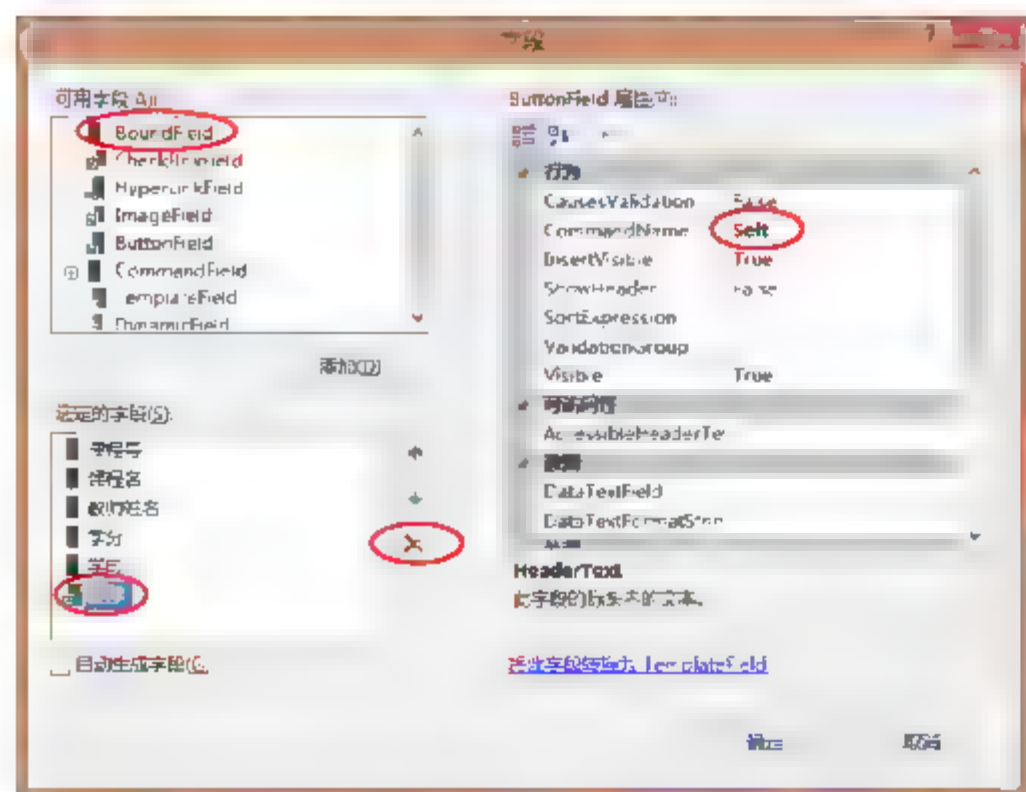 字段
可用字段(A):
BoundField
CheckBoxField
HyperLinkField
ImageField
ButtonField
CommandField
TemplateField
DynamicField
添加(D)
选定的字段(S):
课程号
课程名
教师姓名
学分
自动生成字段(G)
ButtonField 属性(P):
行为
CausesValidation False
CommandName Selt
InsertVisible True
ShowHeader False
SortExpression
ValidationGroup
Visible True
可访问性
AccessibleHeaderTe
数据
DataTextField
DataTextFormatStrin
HeaderText
此字段的标头内的文本。
将此字段转换为 TemplateField
确定
取消